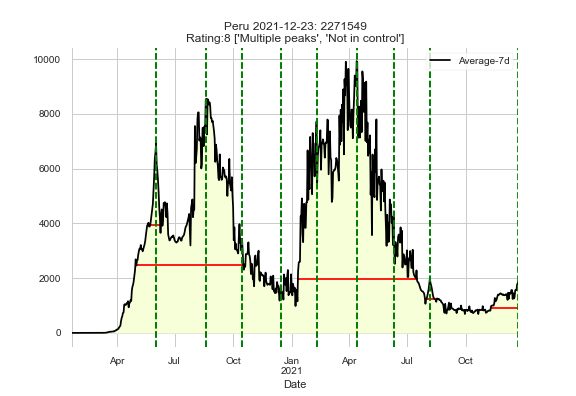 Peru 2021-12-23: 2271549
Rating:8 ['Multiple peaks', 'Not in control']
Average-7d
10000
8000
6000
4000
2000
0
Apr
Jul
Oct
Jan
2021
Apr
Jul
Oct
Date